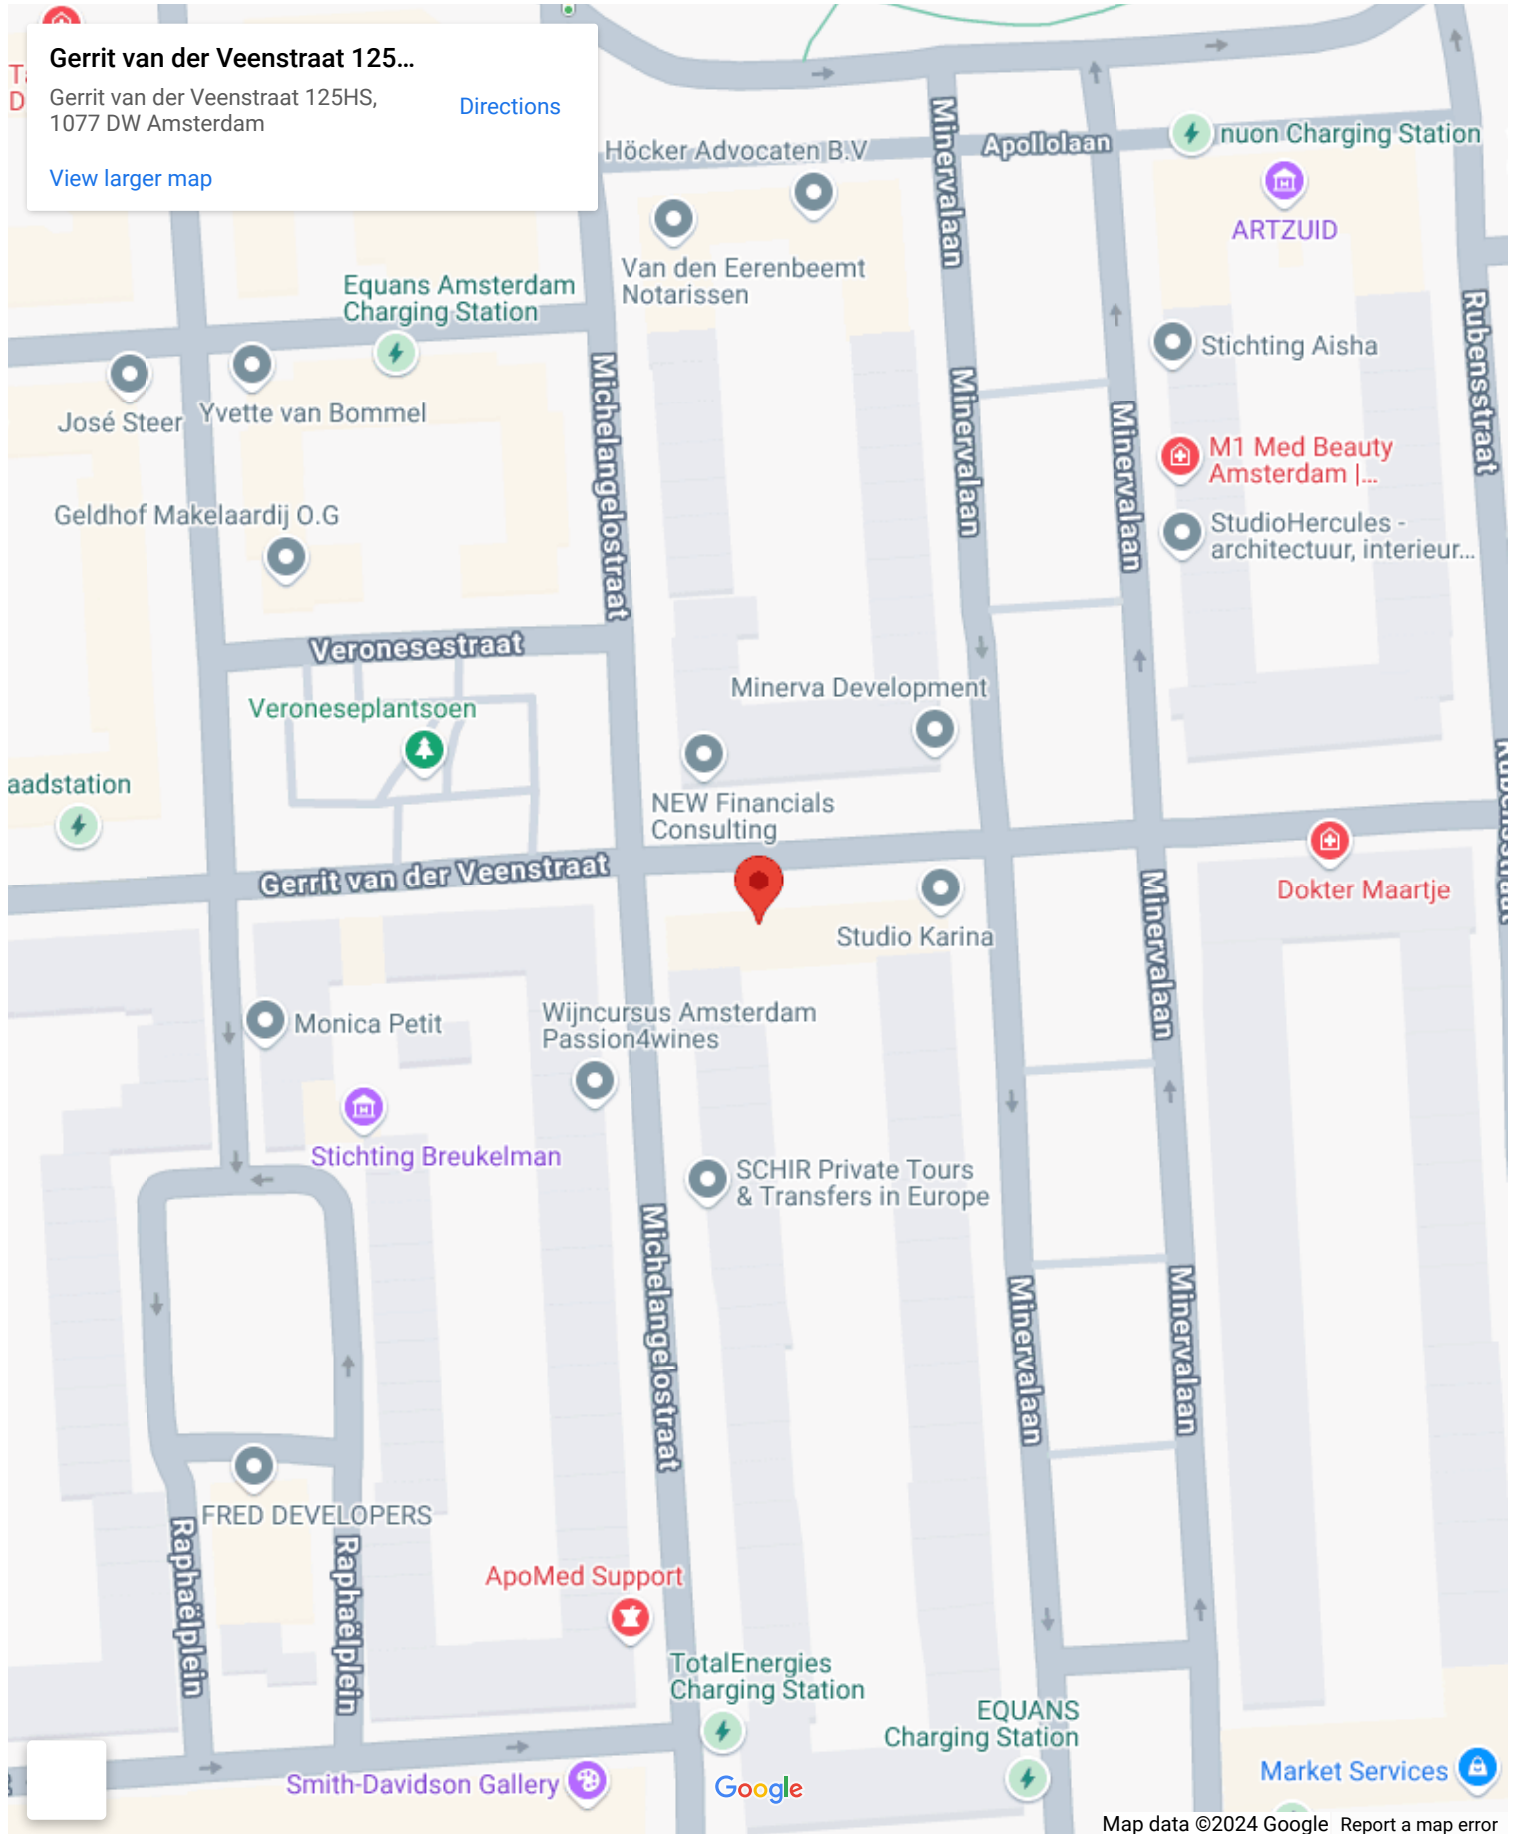 Gerrit van der Veenstraat 125...
Gerrit van der Veenstraat 125HS,
1077 DW Amsterdam
Directions
View larger map
Höcker Advocaten B.V
Minervalaan
Apollolaan
nuon Charging Station
ARTZUID
Van den Eerenbeemt
Notarissen
Equans Amsterdam
Charging Station
Rubensstraat
Stichting Aisha
José Steer
Yvette van Bommel
Michelangelostraat
Minervalaan
Minervalaan
M1 Med Beauty
Amsterdam |...
Geldhof Makelaardij O.G
StudioHercules -
architectuur, interieur...
Veronesestraat
Minerva Development
Veroneseplantsoen
aadstation
NEW Financials
Consulting
Rubensstraat
Gerrit van der Veenstraat
Dokter Maartje
Studio Karina
Minervalaan
Monica Petit
Wijncursus Amsterdam
Passion4wines
Stichting Breukelman
SCHIR Private Tours
& Transfers in Europe
Michelangelostraat
Minervalaan
Minervalaan
FRED DEVELOPERS
Raphaëlplein
Raphaëlplein
ApoMed Support
TotalEnergies
Charging Station
EQUANS
Charging Station
Smith-Davidson Gallery
Google
Market Services
Map data ©2024 Google
Report a map error